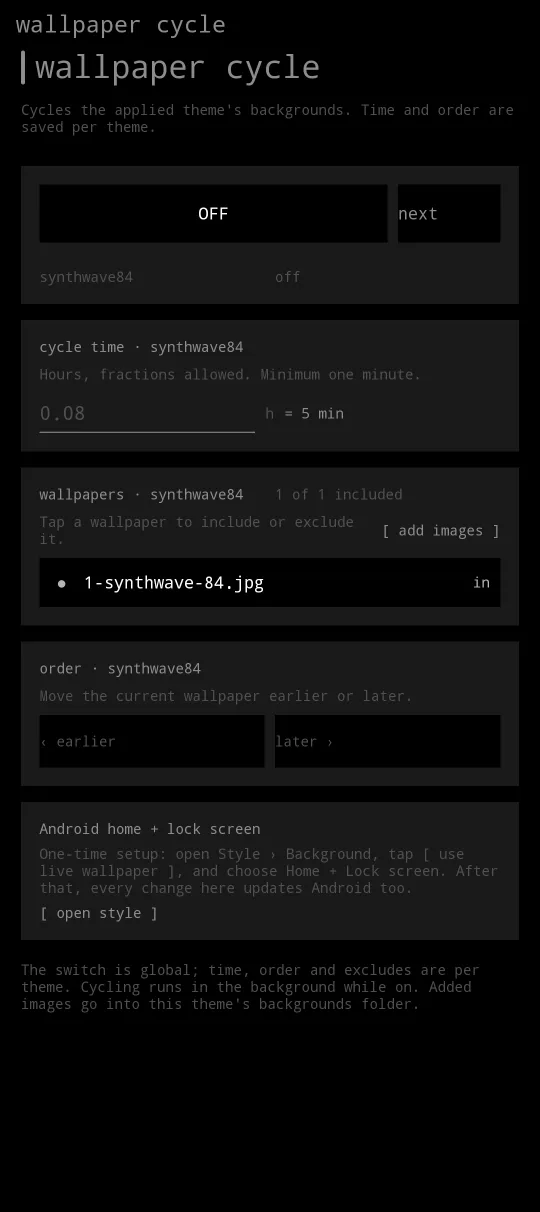 wallpaper cycle
wallpaper cycle
Cycles the applied theme's backgrounds. Time and order are
saved per theme.
OFF
next
synthwave84
off
cycle time · synthwave84
Hours, fractions allowed. Minimum one minute.
0.08
h = 5 min
wallpapers · synthwave84
1 of 1 included
Tap a wallpaper to include or exclude
it.
[ add images ]
● 1-synthwave-84.jpg
in
order · synthwave84
Move the current wallpaper earlier or later.
‹ earlier
later ›
Android home + lock screen
One-time setup: open Style › Background, tap [ use
live wallpaper ], and choose Home + Lock screen. After
that, every change here updates Android too.
[ open style ]
The switch is global; time, order and excludes are per
theme. Cycling runs in the background while on. Added
images go into this theme's backgrounds folder.